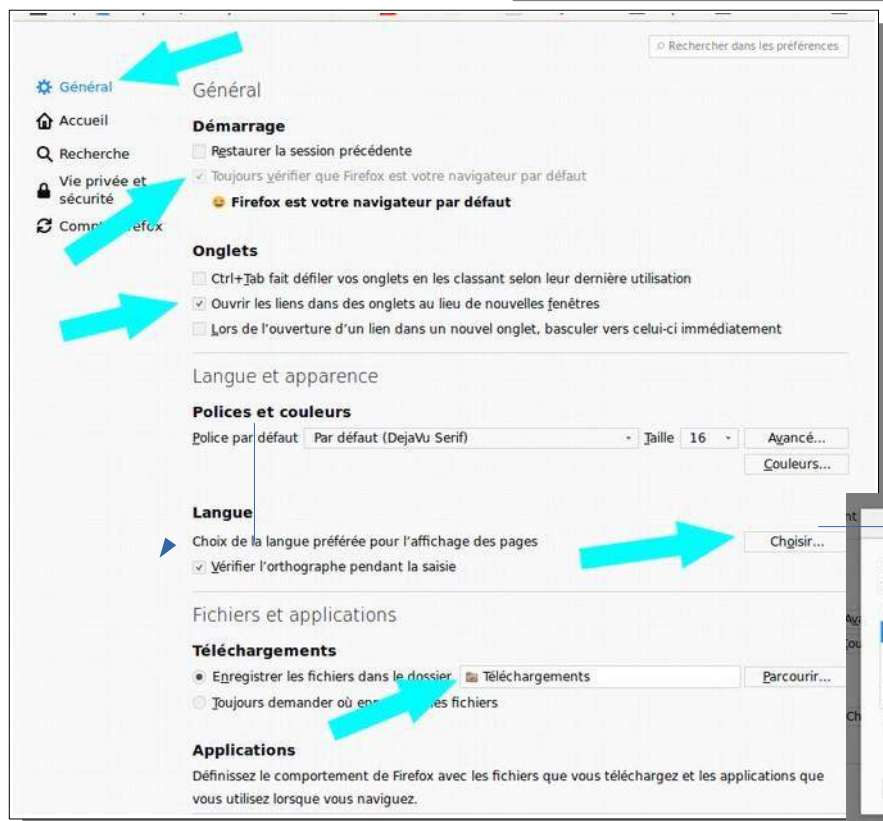 Rechercher dans les préférences
Général
Accueil
Recherche
Vie privée et
sécurité
Général
Démarrage
Restaurer la session précédente
Toujours vérifier que Firefox est votre navigateur par défaut
Firefox est votre navigateur par défaut
Onglets
Ctrl+Tab fait défiler vos onglets en les classant selon leur dernière utilisation
Ouvrir les liens dans des onglets au lieu de nouvelles fenêtres
Lors de l’ouverture d’un lien dans un nouvel onglet, basculer vers celui-ci immédiatement
Langue et apparence
Polices et couleurs
Police par défaut Par défaut (DejaVu Serif) Taille 16 Avancé...
Couleurs...
Langue
Choix de la langue préférée pour l’affichage des pages Choisir...
Vérifier l’orthographe pendant la saisie
Fichiers et applications
Téléchargements
Enregistrer les fichiers dans le dossier Téléchargements Parcourir...
Toujours demander où les fichiers
Applications
Définissez le comportement de Firefox avec les fichiers que vous téléchargez et les applications que
vous utilisez lorsque vous naviguez.